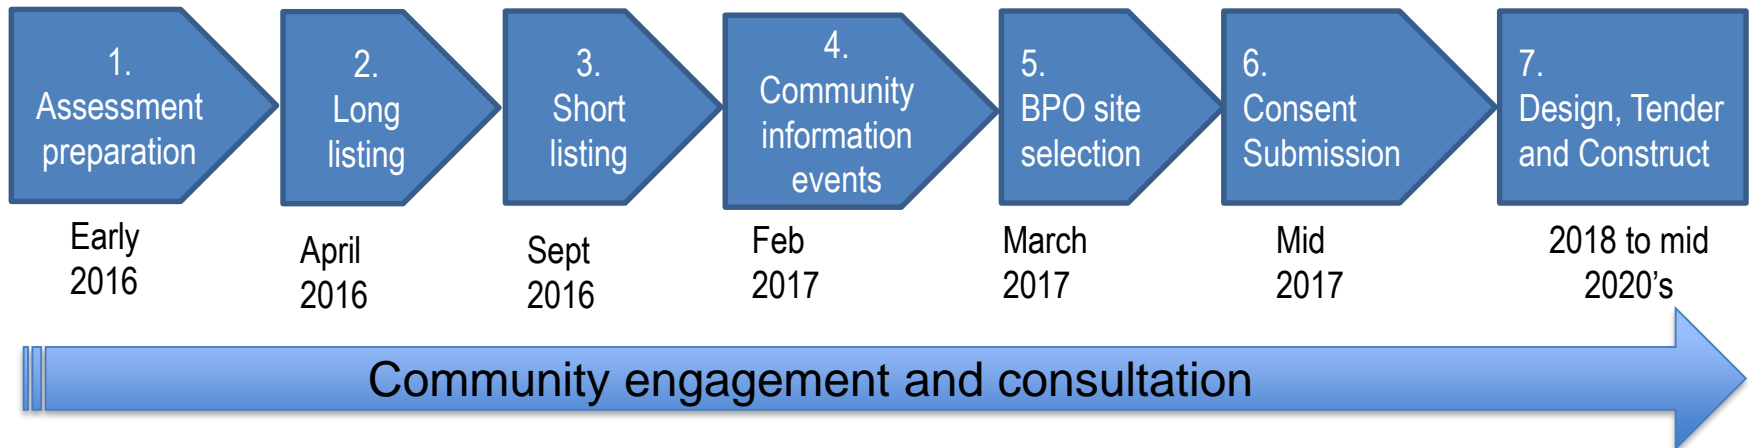 1.
Assessment
preparation
2.
Long
listing
3.
Short
listing
4.
Community
information
events
5.
BPO site
selection
6.
Consent
Submission
7.
Design, Tender
and Construct
Early
2016
April
2016
Sept
2016
Feb
2017
March
2017
Mid
2017
2018 to mid
2020's
Community engagement and consultation